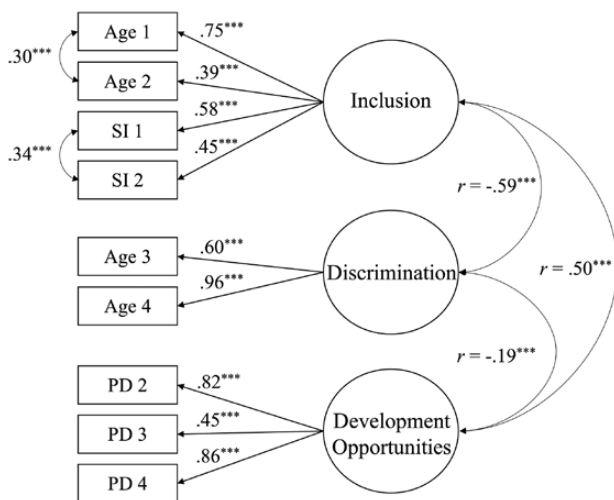 Age 1
.75***
.30***
Age 2
.39***
Inclusion
SI 1
.58***
.34***
SI 2
.45***
r = -.59***
Age 3
.60***
Discrimination
r = .50***
Age 4
.96***
r = -.19***
PD 2
.82***
PD 3
.45***
Development
Opportunities
PD 4
.86***